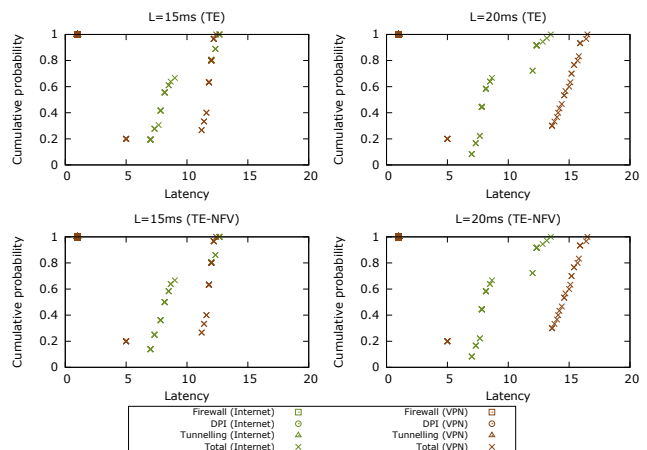 L=15ms (TE)
Cumulative probability
1
0.8
0.6
0.4
0.2
0
0 5 10 15 20
Latency
L=20ms (TE)
Cumulative probability
1
0.8
0.6
0.4
0.2
0
0 5 10 15 20
Latency
L=15ms (TE-NFV)
Cumulative probability
1
0.8
0.6
0.4
0.2
0
0 5 10 15 20
Latency
L=20ms (TE-NFV)
Cumulative probability
1
0.8
0.6
0.4
0.2
0
0 5 10 15 20
Latency
Firewall (Internet)
DPI (Internet)
Tunnelling (Internet)
Total (Internet)
Firewall (VPN)
DPI (VPN)
Tunnelling (VPN)
Total (VPN)